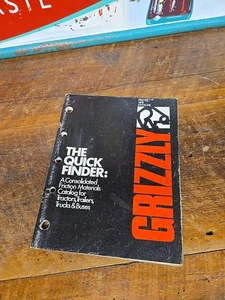 THE
QUICK
FINDER:
A Consolidated
Friction Materials
Catalog for
Tractors, Trailers,
Trucks & Buses
GRIZZLY